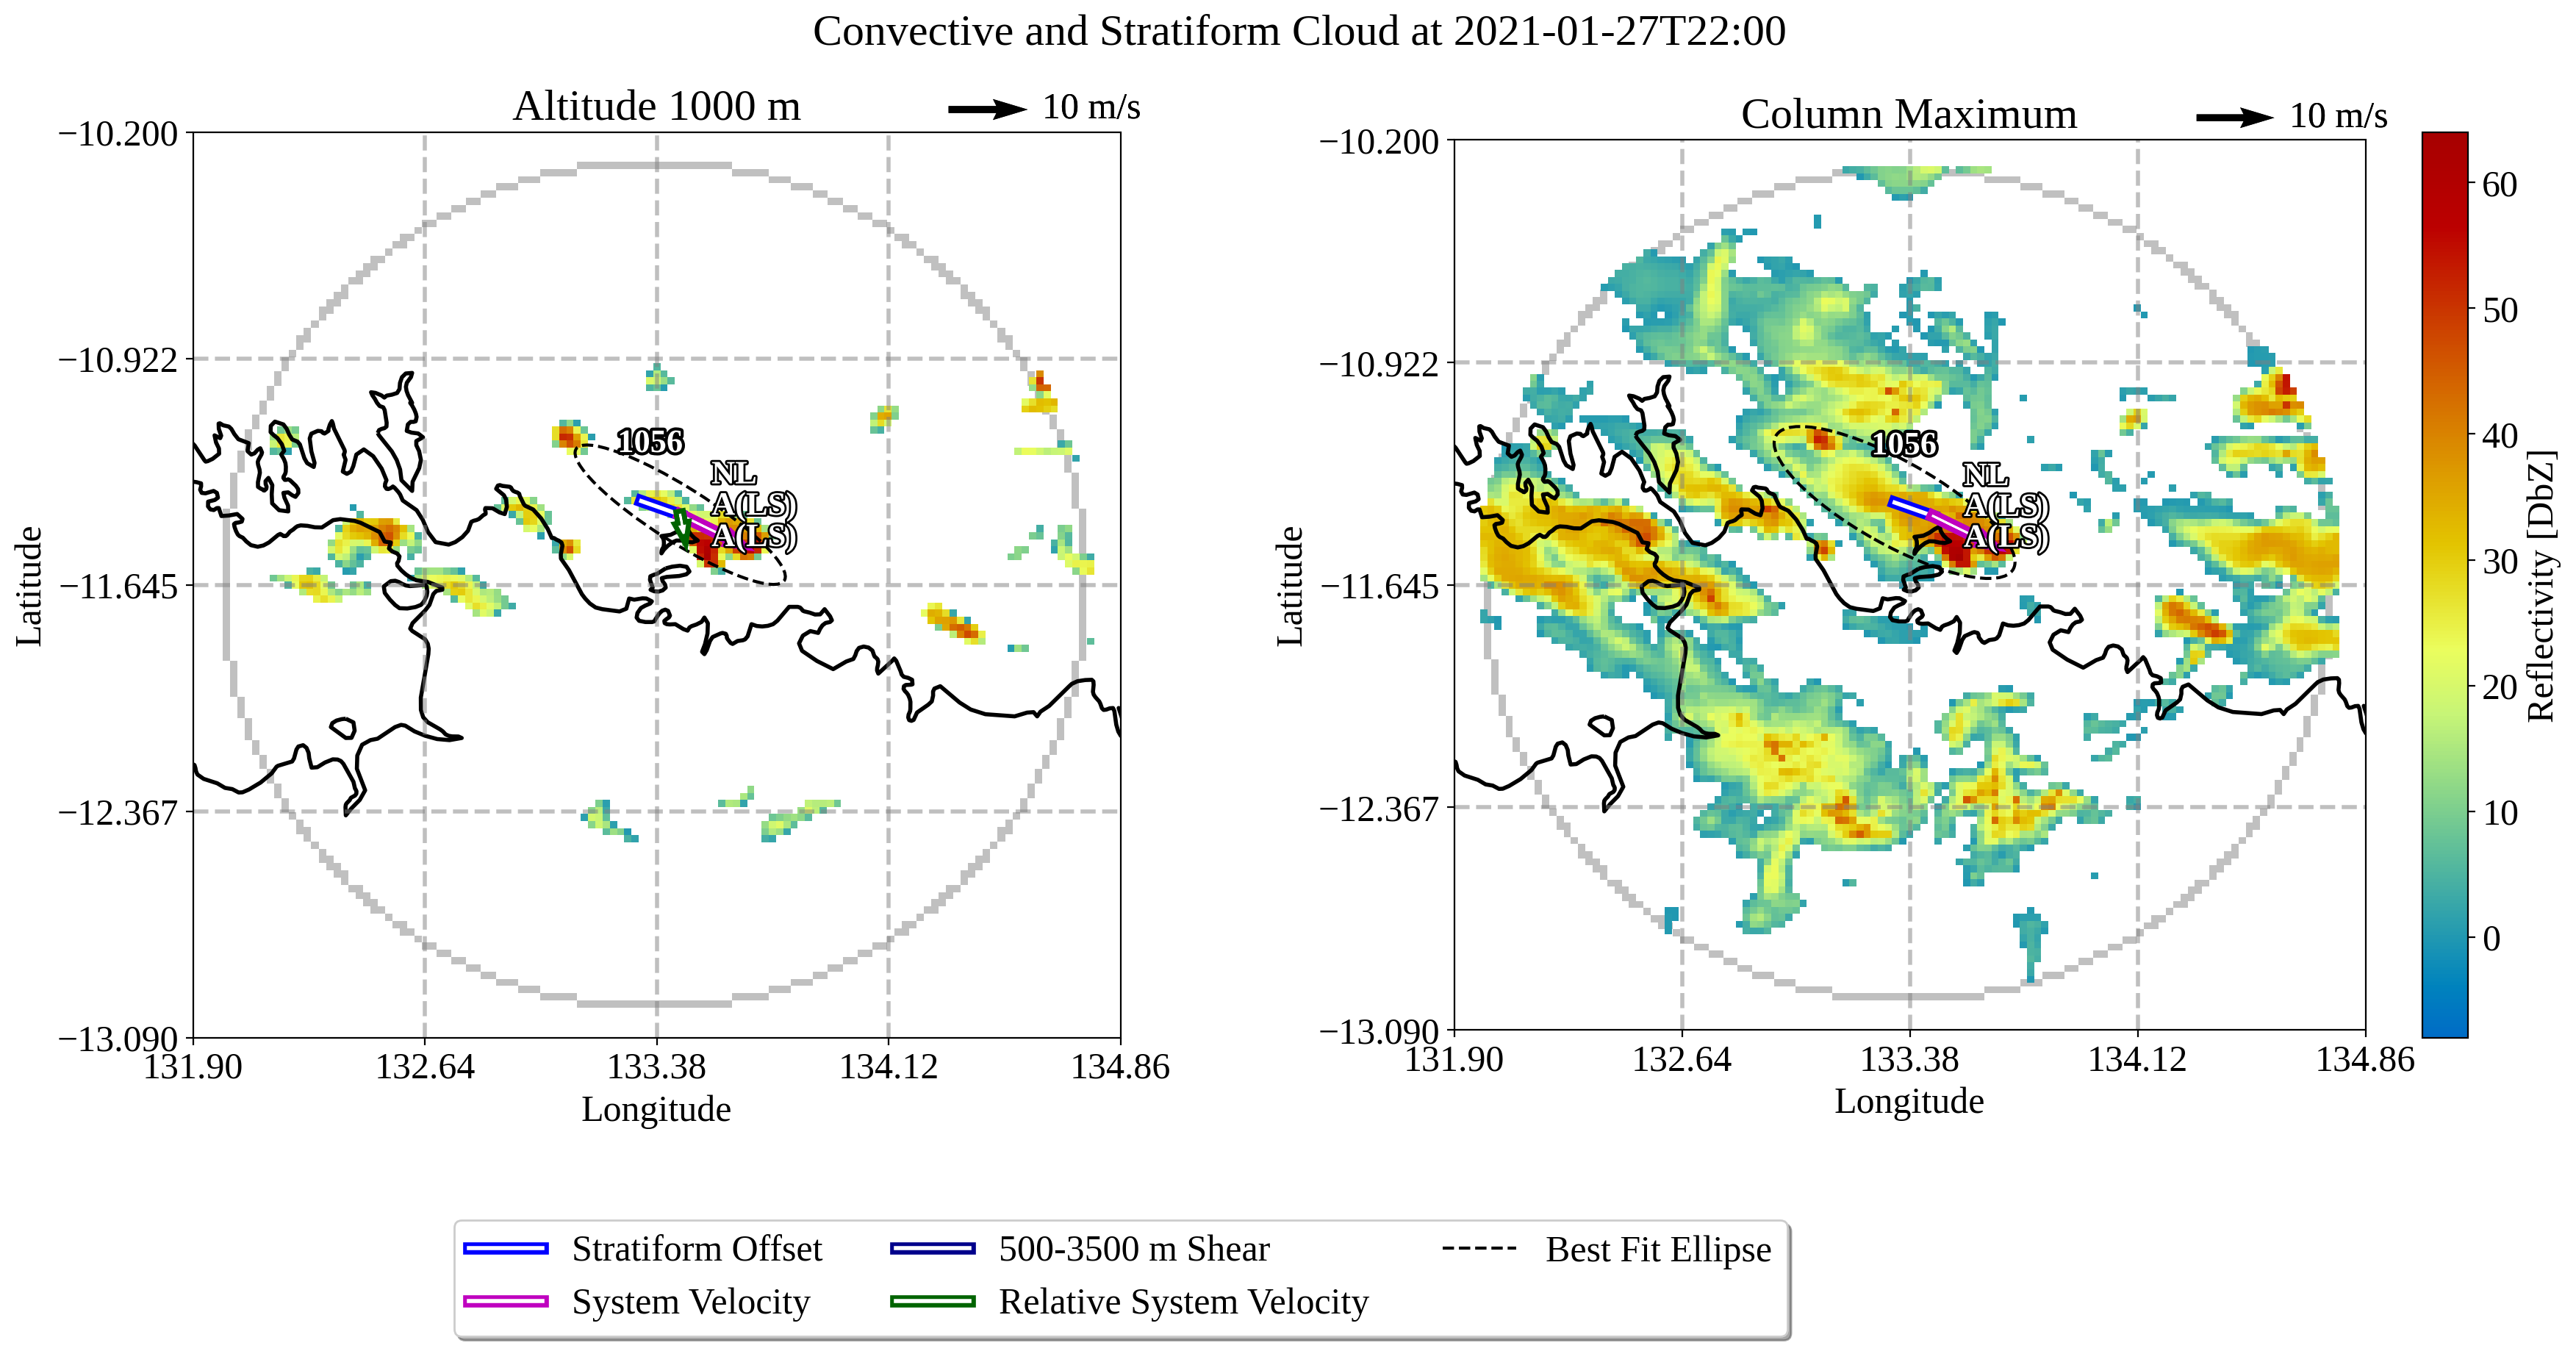 Convective and Stratiform Cloud at 2021-01-27T22:00
Altitude 1000 m
10 m/s
−10.200
−10.922
−11.645
−12.367
−13.090
131.90
132.64
133.38
134.12
134.86
Latitude
Longitude
1056
NL
A(LS)
A(LS)
Column Maximum
10 m/s
−10.200
−10.922
−11.645
−12.367
−13.090
131.90
132.64
133.38
134.12
134.86
Latitude
Longitude
1056
NL
A(LS)
A(LS)
60
50
40
30
20
10
0
Reflectivity [DbZ]
Stratiform Offset
System Velocity
500-3500 m Shear
Relative System Velocity
Best Fit Ellipse